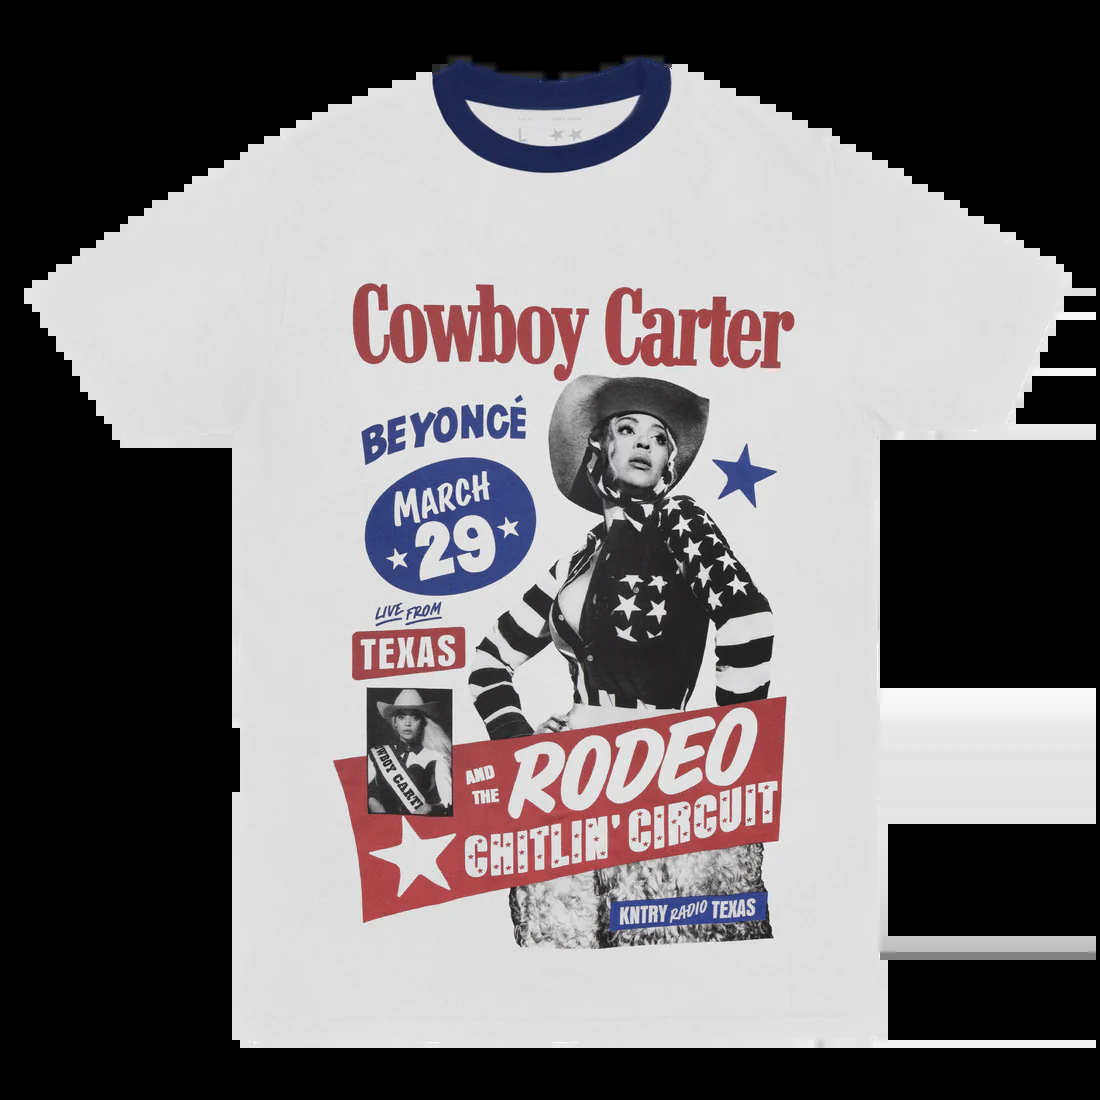 L
Cowboy Carter
BEYONCÉ
MARCH
29
LIVE FROM
TEXAS
AND
THE
RODEO
CHITLIN' CIRCUIT
KNTRY RADIO TEXAS